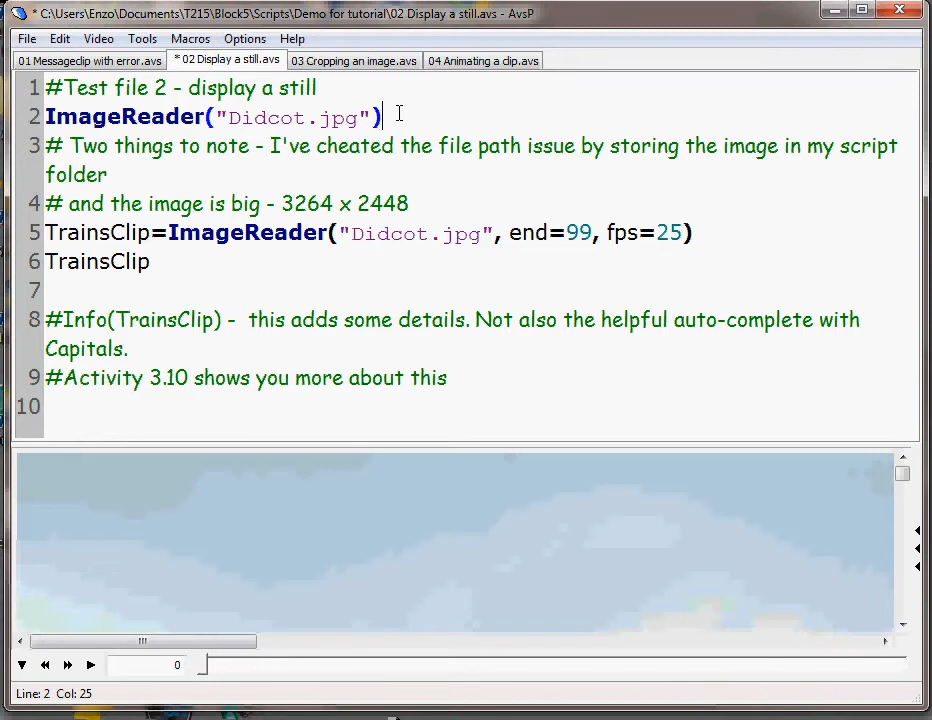 * C:\Users\Enzo\Documents\T215\Block5\Scripts\Demo for tutorial\02 Display a still.avs - AvsP
File Edit Video Tools Macros Options Help
01 Messageclip with error.avs * 02 Display a still.avs 03 Cropping an image.avs 04 Animating a clip.avs
1 #Test file 2 - display a still
2 ImageReader("Didcot.jpg")
3 # Two things to note - I've cheated the file path issue by storing the image in my script
folder
4 # and the image is big - 3264 x 2448
5 TrainsClip=ImageReader("Didcot.jpg", end=99, fps=25)
6 TrainsClip
7
8 #Info(TrainsClip) - this adds some details. Not also the helpful auto-complete with
Capitals.
9 #Activity 3.10 shows you more about this
10
0
Line: 2 Col: 25